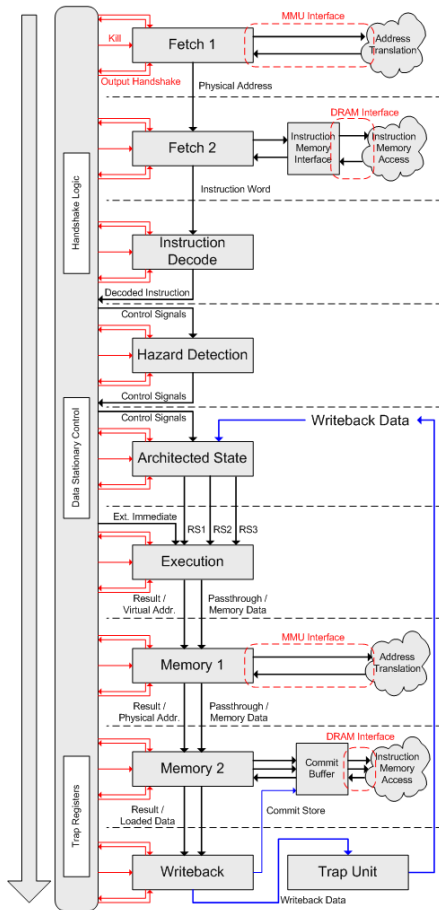 MMU Interface
Kill
Fetch 1
Address
Translation
Output Handshake
Physical Address
DRAM Interface
Fetch 2
Instruction
Memory
Interface
Instruction
Memory
Access
Instruction Word
Handshake Logic
Instruction
Decode
Decoded Instruction
Control Signals
Hazard Detection
Control Signals
Data Stationary Control
Control Signals
Writeback Data
Architected State
Ext. Immediate
RS1
RS2
RS3
Execution
Result /
Virtual Addr.
Passthrough /
Memory Data
MMU Interface
Memory 1
Address
Translation
Result /
Physical Addr.
Passthrough /
Memory Data
DRAM Interface
Trap Registers
Memory 2
Commit
Buffer
Instruction
Memory
Access
Result /
Loaded Data
Commit Store
Writeback
Trap Unit
Writeback Data